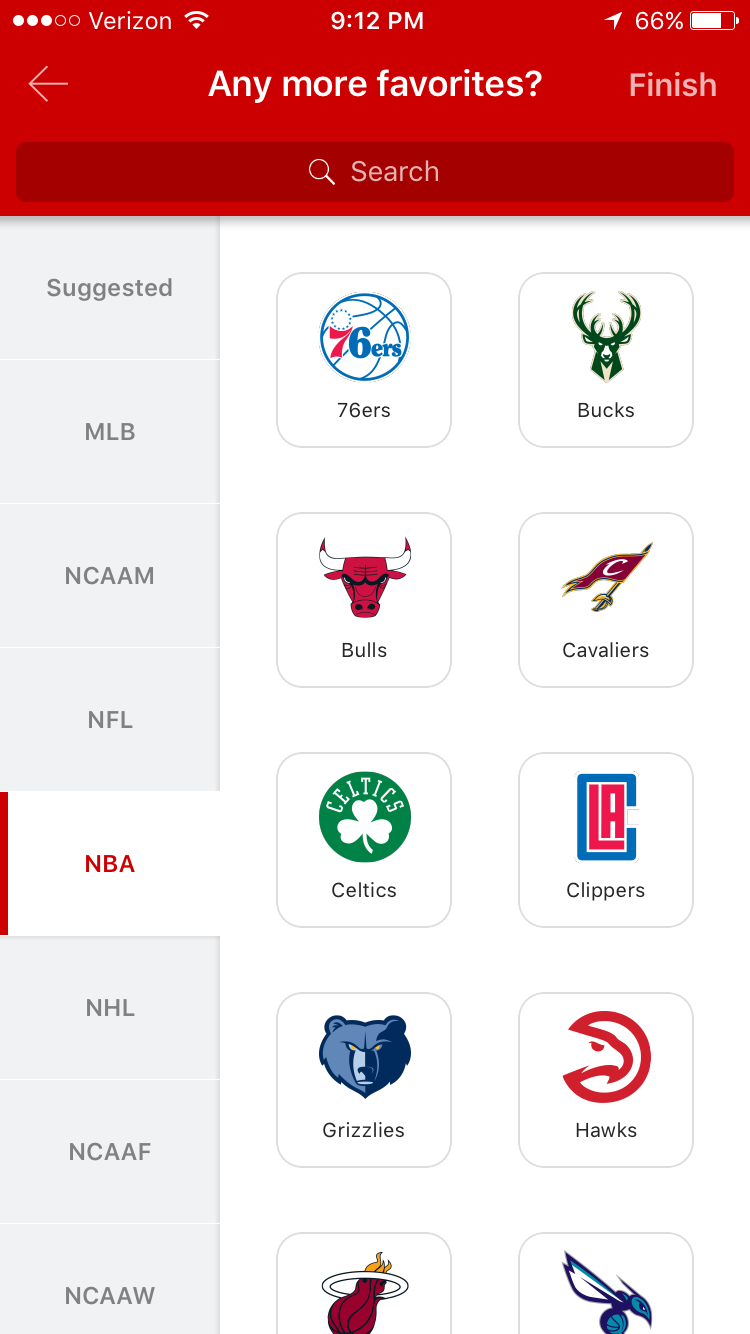 Verizon 9:12 PM 66%
Any more favorites? Finish
Search
Suggested
MLB
NCAAM
NFL
NBA
NHL
NCAAF
NCAAW
76ers
76ers
Bucks
Bulls
C
Cavaliers
CELTICS
Celtics
LA
Clippers
Grizzlies
Hawks